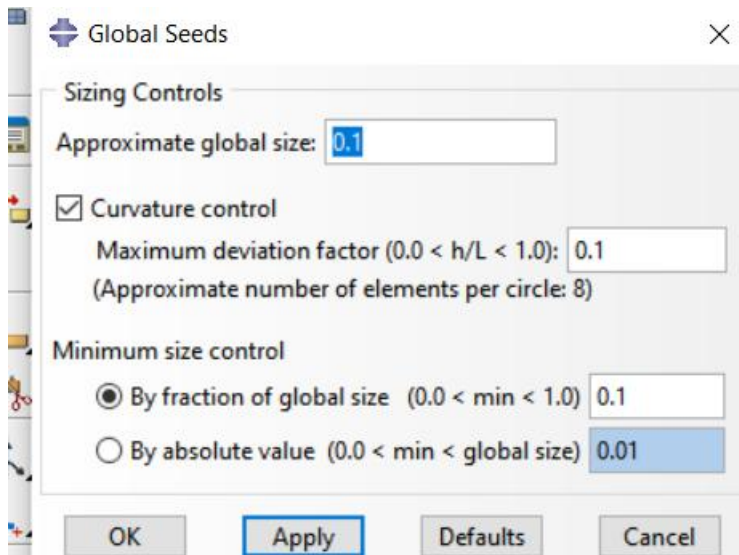 Global Seeds
Sizing Controls
Approximate global size: 0.1
Curvature control
Maximum deviation factor (0.0 < h/L < 1.0): 0.1
(Approximate number of elements per circle: 8)
Minimum size control
By fraction of global size (0.0 < min < 1.0) 0.1
By absolute value (0.0 < min < global size) 0.01
OK Apply Defaults Cancel